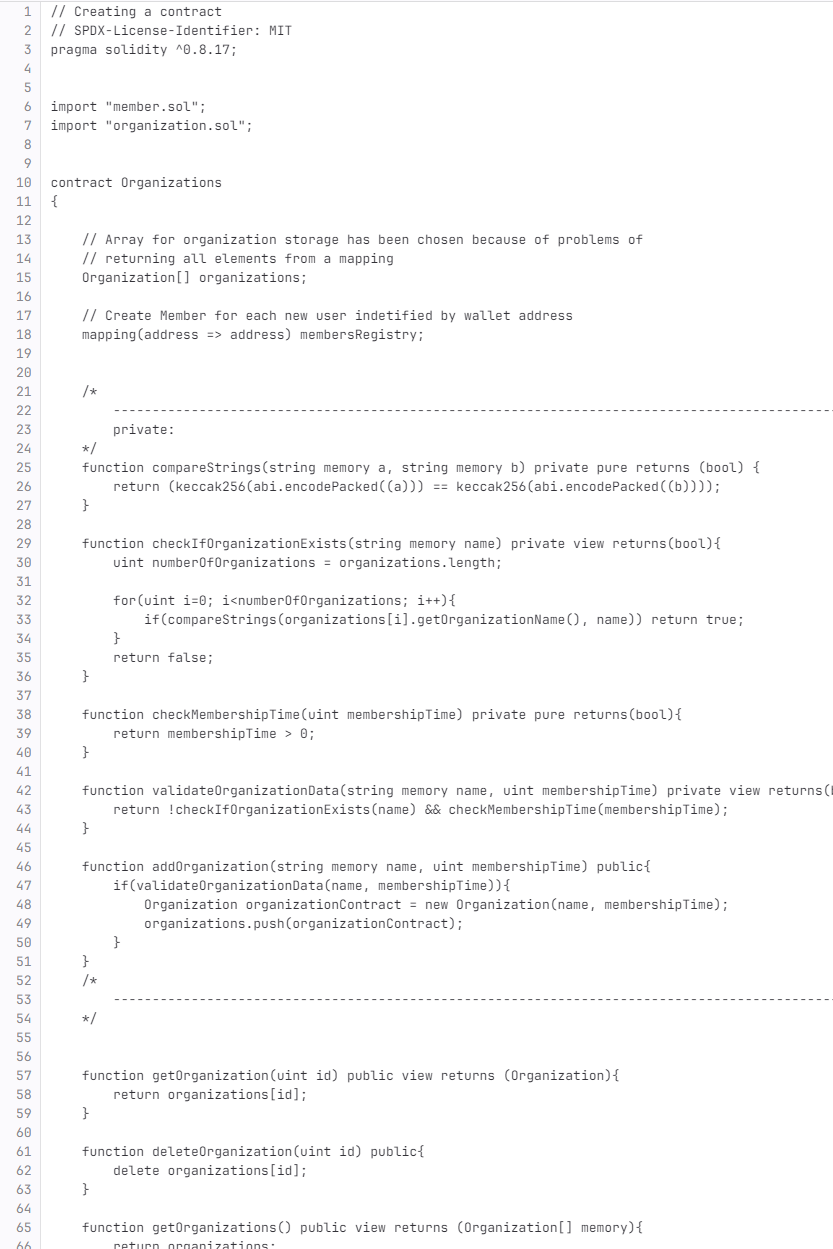 1 // Creating a contract
2 // SPDX-License-Identifier: MIT
3 pragma solidity ^0.8.17;
4
5
6 import "member.sol";
7 import "organization.sol";
8
9
10 contract Organizations
11 {
12
13     // Array for organization storage has been chosen because of problems of
14     // returning all elements from a mapping
15     Organization[] organizations;
16
17     // Create Member for each new user indetified by wallet address
18     mapping(address => address) membersRegistry;
19
20
21     /*
22         --------------------------------------------------------------------------------------------
23         private:
24     */
25     function compareStrings(string memory a, string memory b) private pure returns (bool) {
26         return (keccak256(abi.encodePacked((a))) == keccak256(abi.encodePacked((b))));
27     }
28
29     function checkIfOrganizationExists(string memory name) private view returns(bool){
30         uint numberOfOrganizations = organizations.length;
31
32         for(uint i=0; i<numberOfOrganizations; i++){
33             if(compareStrings(organizations[i].getOrganizationName(), name)) return true;
34         }
35         return false;
36     }
37
38     function checkMembershipTime(uint membershipTime) private pure returns(bool){
39         return membershipTime > 0;
40     }
41
42     function validateOrganizationData(string memory name, uint membershipTime) private view returns(
43         return !checkIfOrganizationExists(name) && checkMembershipTime(membershipTime);
44     }
45
46     function addOrganization(string memory name, uint membershipTime) public{
47         if(validateOrganizationData(name, membershipTime)){
48             Organization organizationContract = new Organization(name, membershipTime);
49             organizations.push(organizationContract);
50         }
51     }
52     /*
53         --------------------------------------------------------------------------------------------
54     */
55
56
57     function getOrganization(uint id) public view returns (Organization){
58         return organizations[id];
59     }
60
61     function deleteOrganization(uint id) public{
62         delete organizations[id];
63     }
64
65     function getOrganizations() public view returns (Organization[] memory){
66         return organizations;